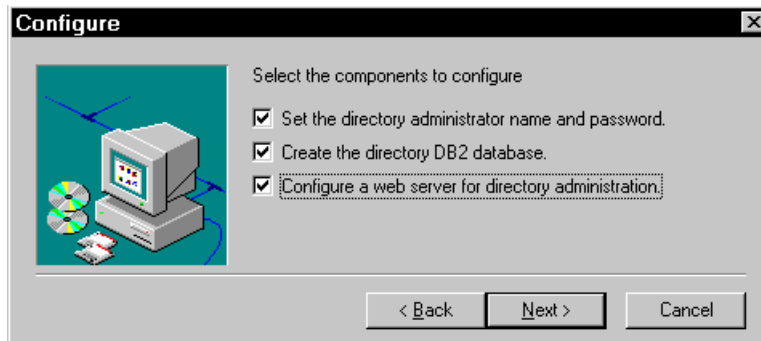 Configure
Select the components to configure
Set the directory administrator name and password.
Create the directory DB2 database.
Configure a web server for directory administration.
< Back
Next >
Cancel